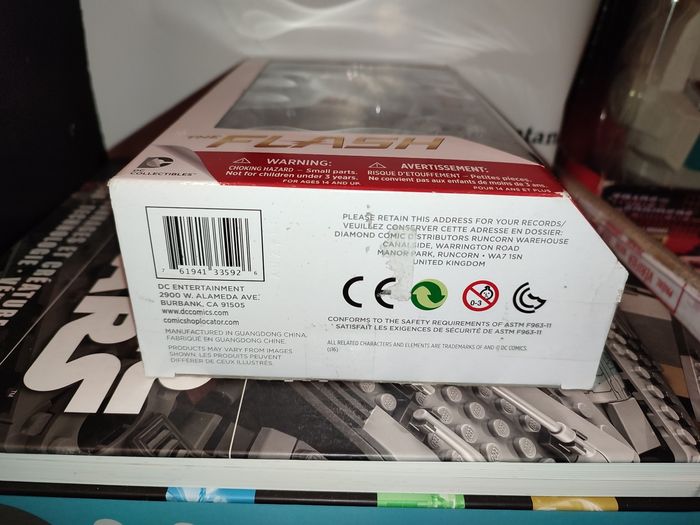 THE FLASH
DC
COLLECTIBLES™
⚠ WARNING:
CHOKING HAZARD – Small parts.
Not for children under 3 years.
FOR AGES 14 AND UP
⚠ AVERTISSEMENT:
RISQUE D'ETOUFFEMENT – Petites pieces.
Ne convient pas aux enfants de moins de 3 ans
POUR 14 ANS ET PLUS
7 61941 33592 6
DC ENTERTAINMENT
2900 W. ALAMEDA AVE.
BURBANK, CA 91505
www.dccomics.com
comicshoplocator.com
MANUFACTURED IN GUANGDONG CHINA.
FABRIQUÉ EN GUANGDONG CHINE.
PRODUCTS MAY VARY FROM IMAGES
SHOWN. LES PRODUITS PEUVENT
DIFFÉRER DE CEUX ILLUSTRÉS.
PLEASE RETAIN THIS ADDRESS FOR YOUR RECORDS/
VEUILLEZ CONSERVER CETTE ADRESSE EN DOSSIER:
DIAMOND COMIC DISTRIBUTORS RUNCORN WAREHOUSE
CANALSIDE, WARRINGTON ROAD
MANOR PARK, RUNCORN • WA7 1SN
UNITED KINGDOM
CE
0-3
CONFORMS TO THE SAFETY REQUIREMENTS OF ASTM F963-11
SATISFAIT LES EXIGENCES DE SÉCURITÉ DE ASTM F963-11
ALL RELATED CHARACTERS AND ELEMENTS ARE TRADEMARKS OF AND © DC COMICS.
(s16)
ARS